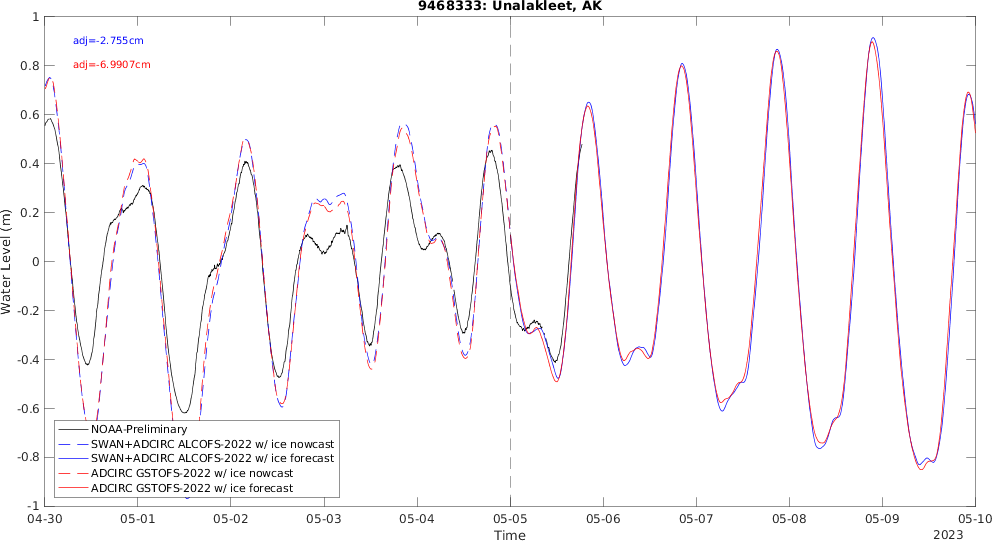 9468333: Unalakleet, AK
adj=-2.755cm
adj=-6.9907cm
Water Level (m)
1
0.8
0.6
0.4
0.2
0
-0.2
-0.4
-0.6
-0.8
-1
NOAA-Preliminary
SWAN+ADCIRC ALCOFS-2022 w/ ice nowcast
SWAN+ADCIRC ALCOFS-2022 w/ ice forecast
ADCIRC GSTOFS-2022 w/ ice nowcast
ADCIRC GSTOFS-2022 w/ ice forecast
04-30 05-01 05-02 05-03 05-04 05-05 05-06 05-07 05-08 05-09 05-10
Time
2023